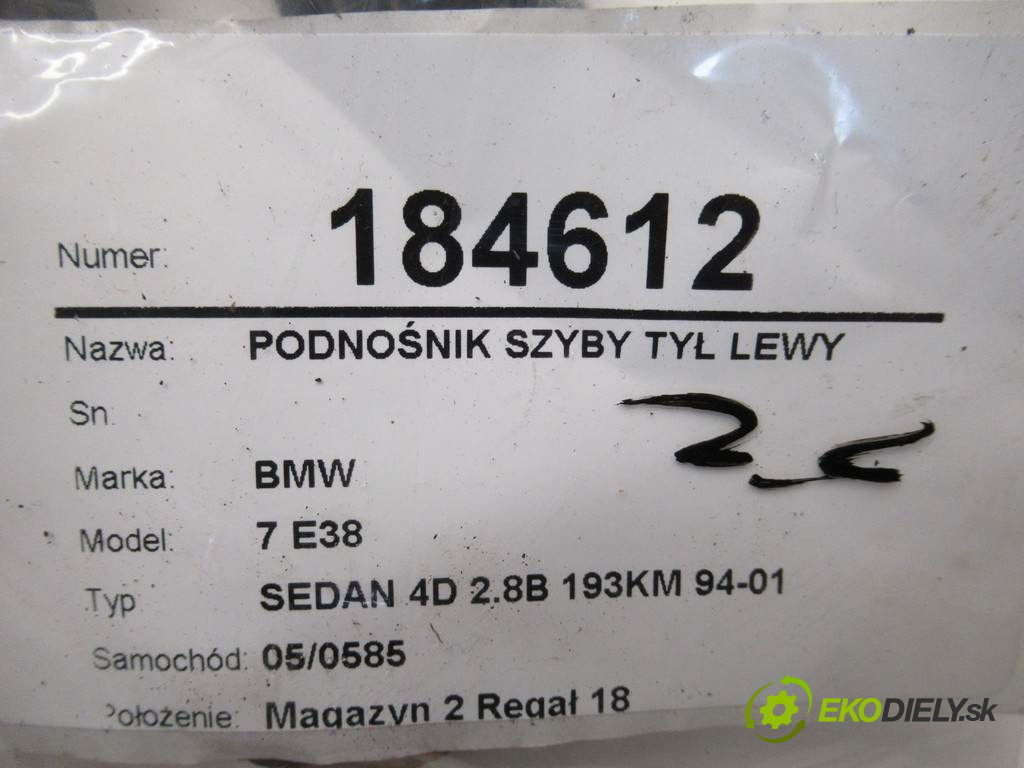 Numer: 184612
Nazwa: PODNOŚNIK SZYBY TYŁ LEWY
Sn.
Marka: BMW
Model: 7 E38
Typ SEDAN 4D 2.8B 193KM 94-01
Samochód: 05/0585
Położenie: Magazyn 2 Regał 18
EKODIELY.sk